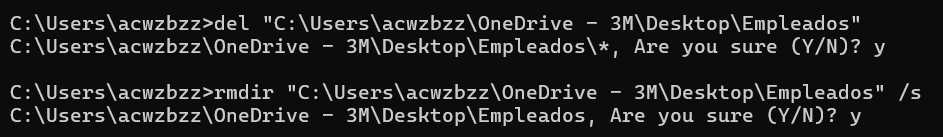 C:\Users\acwzbzz>del "C:\Users\acwzbzz\OneDrive - 3M\Desktop\Empleados"
C:\Users\acwzbzz\OneDrive - 3M\Desktop\Empleados\*, Are you sure (Y/N)? y
C:\Users\acwzbzz>rmdir "C:\Users\acwzbzz\OneDrive - 3M\Desktop\Empleados" /s
C:\Users\acwzbzz\OneDrive - 3M\Desktop\Empleados, Are you sure (Y/N)? y